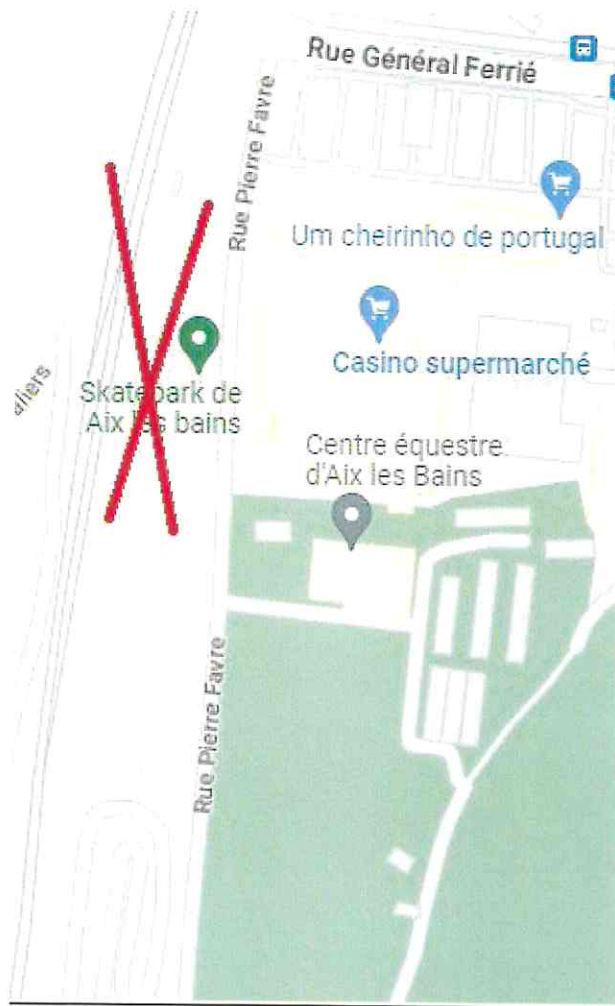 Rue Général Ferrié
Rue Pierre Favre
Um cheirinho de portugal
Casino supermarché
Skatepark de
Aix les bains
Centre équestre
d'Aix les Bains
Rue Pierre Favre